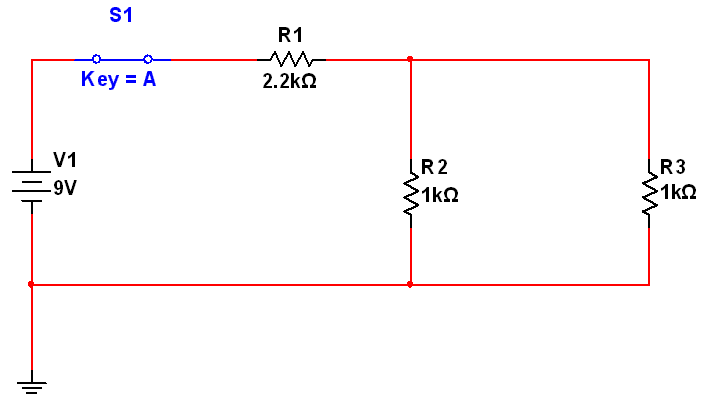 S1
Key = A
R1
2.2kΩ
V1
9V
R2
1kΩ
R3
1kΩ